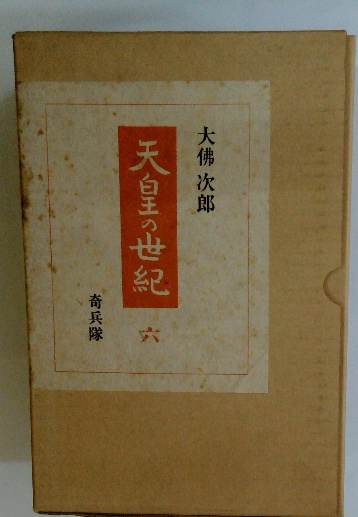 大佛次郎
天皇の世紀
六
奇兵隊